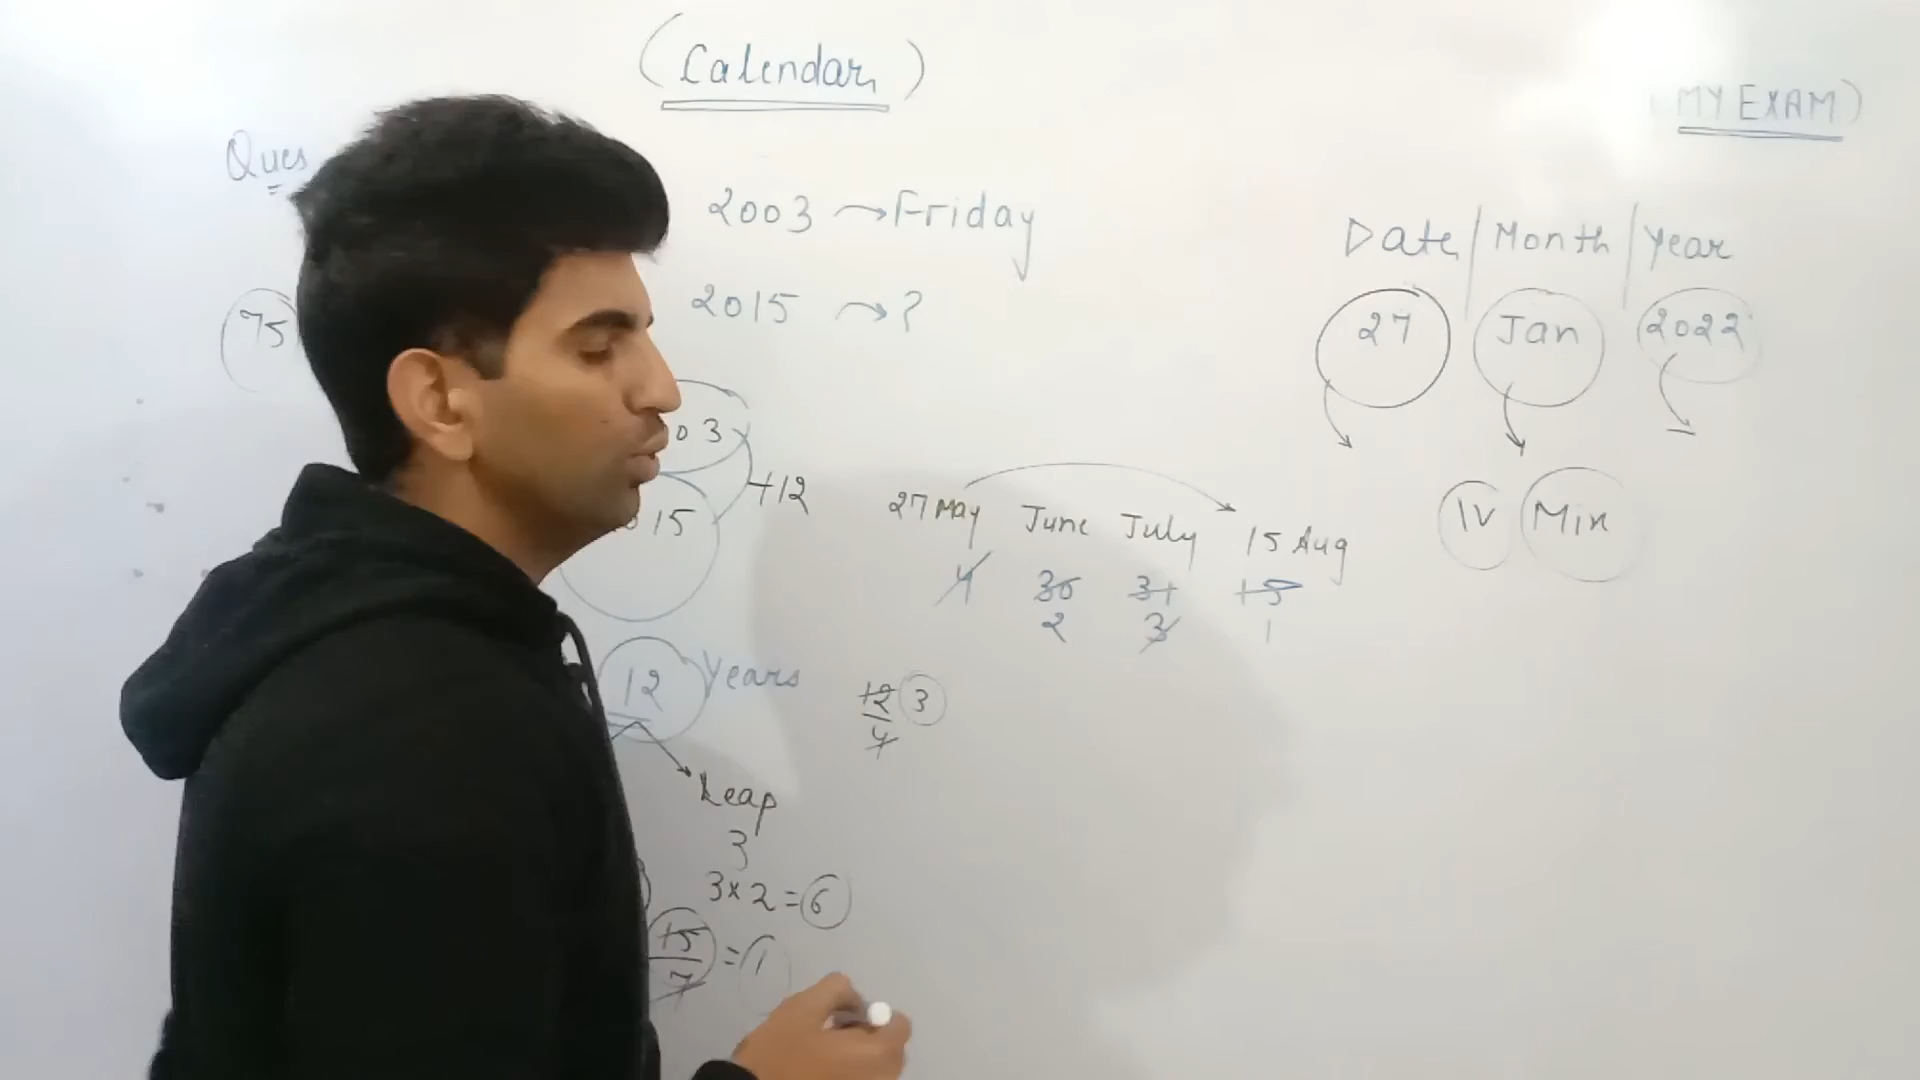 (Calendar)
MY EXAM)
Ques
2003 → Friday
2015 → ?
Date / Month / Year
27 Jan 2022
75
03
+12
15
27 May June July 15 Aug
4 30 31 15
2 3 1
IV Min
12 Years
12 3
4
Leap
3
3×2=6
15
7
=1